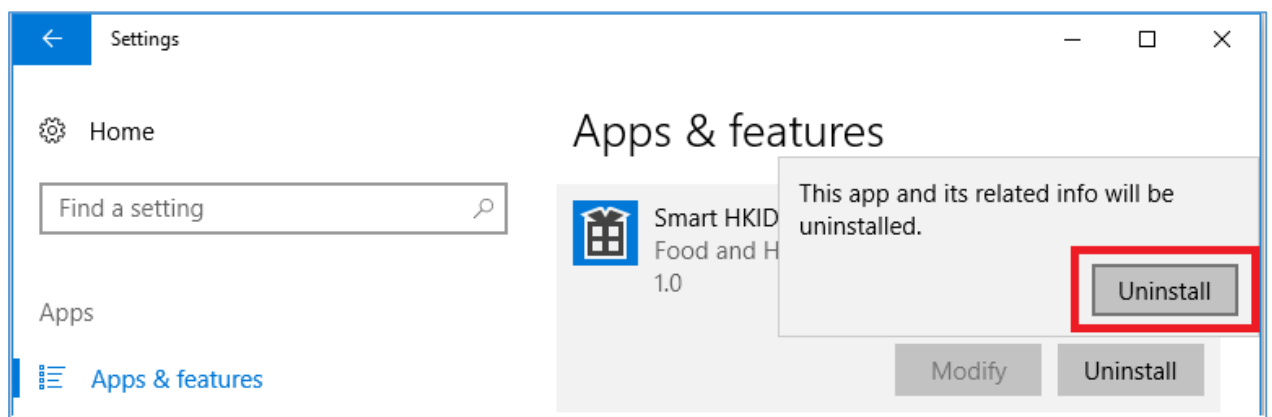 Settings
Home
Find a setting
Apps
Apps & features
Apps & features
Smart HKID
Food and H
1.0
This app and its related info will be
uninstalled.
Uninstall
Modify
Uninstall